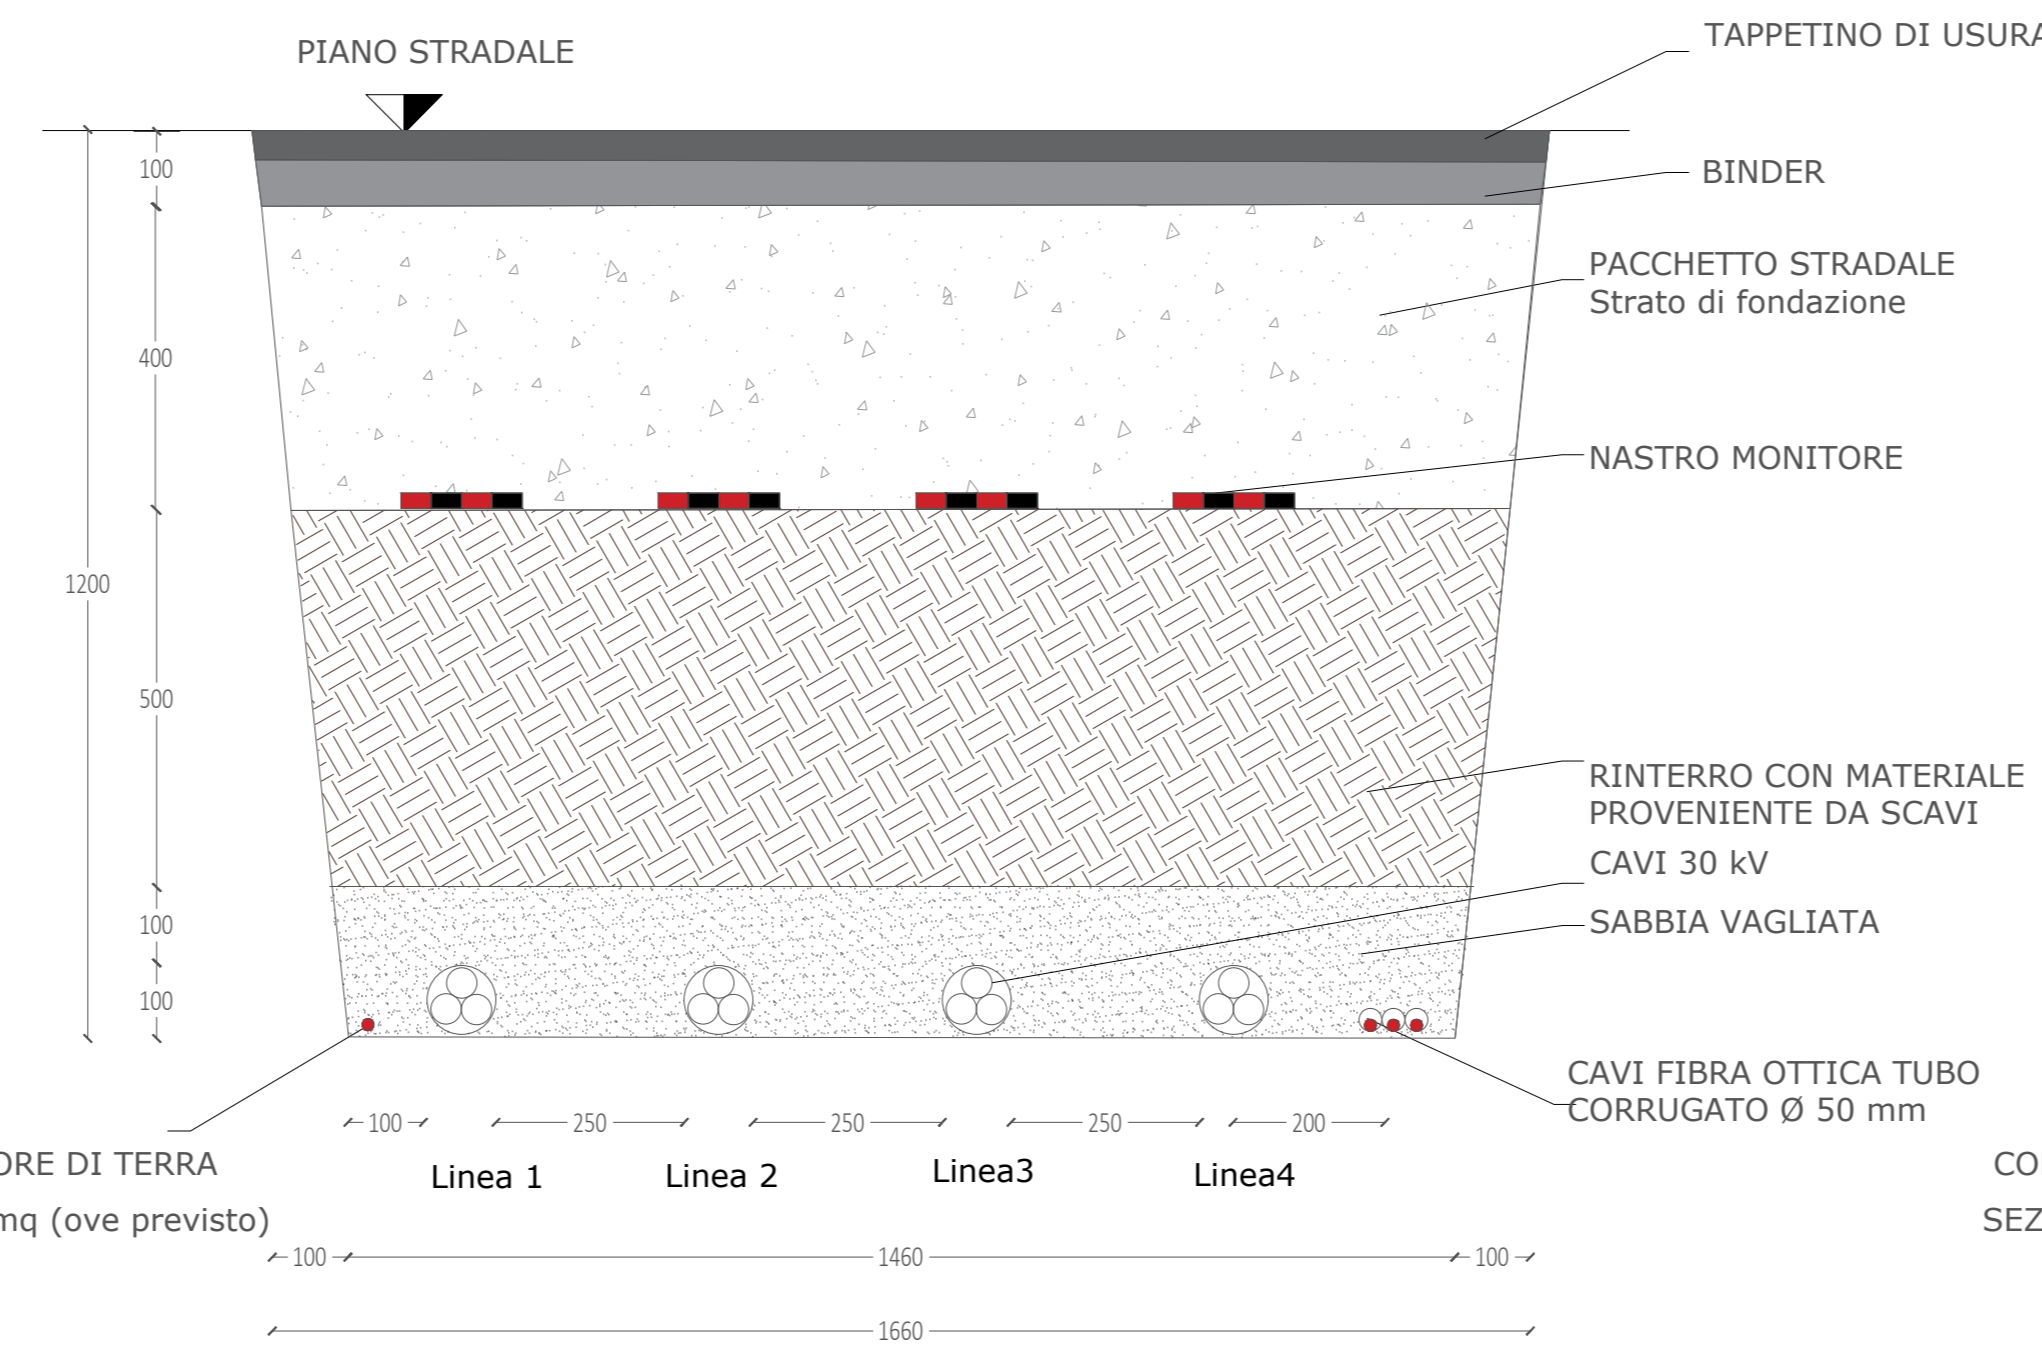 PIANO STRADALE
TAPPETINO DI USURA
BINDER
PACCHETTO STRADALE
Strato di fondazione
NASTRO MONITORE
RINTERRO CON MATERIALE
PROVENIENTE DA SCAVI
CAVI 30 kV
SABBIA VAGLIATA
CAVI FIBRA OTTICA TUBO
CORRUGATO Ø 50 mm
100
400
1200
500
100
100
100
250
250
250
200
ORE DI TERRA
mq (ove previsto)
Linea 1
Linea 2
Linea3
Linea4
CO
SEZ
100
1460
100
1660